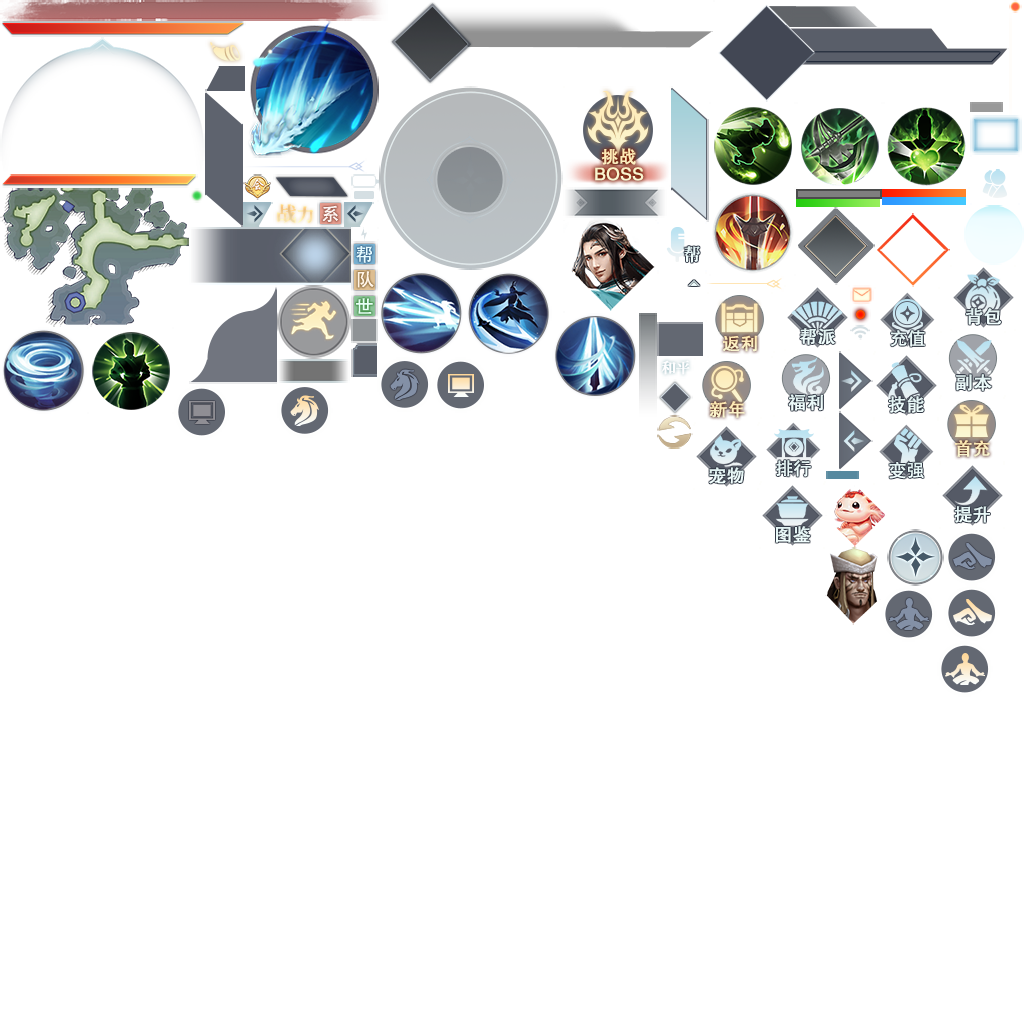 挑战
BOSS
战力
系
帮
帮
队
世
返利
帮派
充值
背包
和平
新年
福利
技能
副本
首充
宠物
排行
变强
图鉴
提升